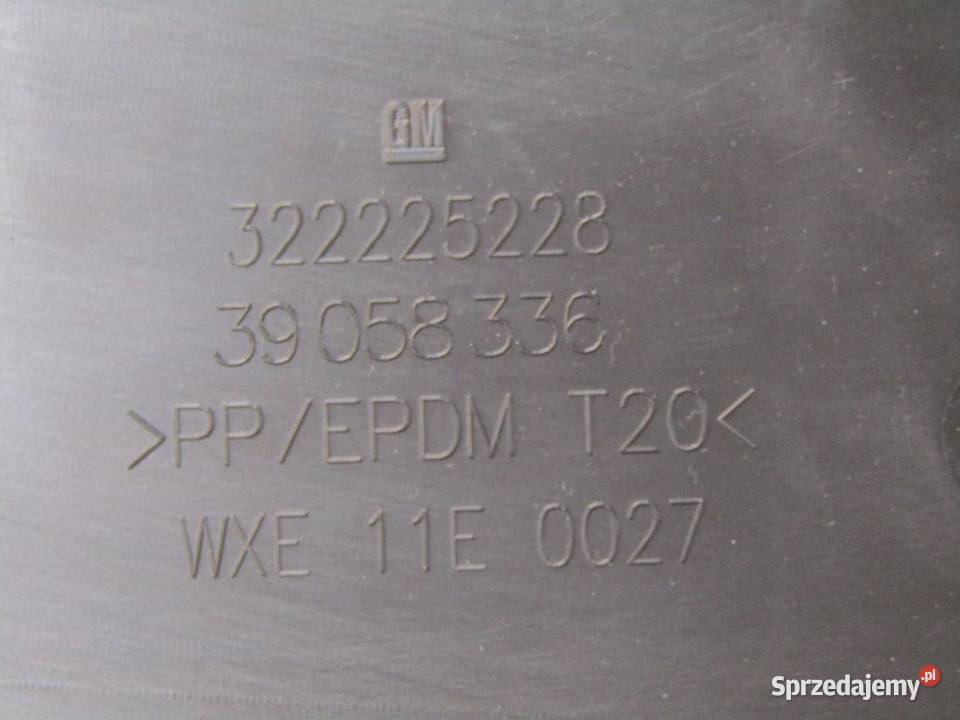 GM
322225228
39 058 336
>PP/EPDM T20<
WXE 11E 0027
Sprzedajemy.pl